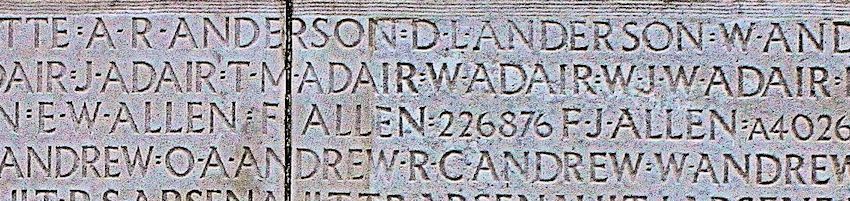 TTE=A·R·ANDERSON=D·L·ANDERSON=W·AND
DAIR=J·ADAIR=T·M·ADAIR=W·ADAIR=W·J·W·ADAIR=
N=E·W·ALLEN=F·ALLEN=226876 F·J·ALLEN=A4026
ANDREW=O·A·ANDREW=R·C·ANDREW=W·ANDREW